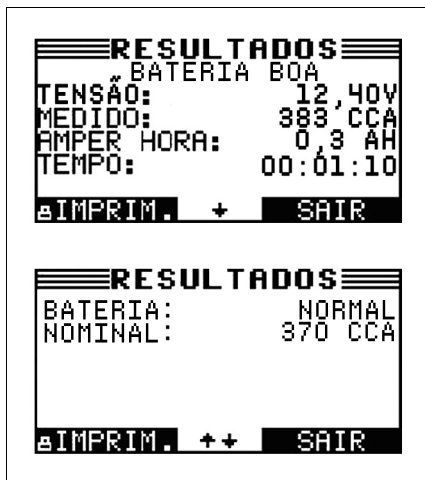 RESULTADOS
BATERIA BOA
TENSÃO: 12,40V
MEDIDO: 383 CCA
AMPER HORA: 0,3 AH
TEMPO: 00:01:10
IMPRIM. SAIR
RESULTADOS
BATERIA: NORMAL
NOMINAL: 370 CCA
IMPRIM. SAIR